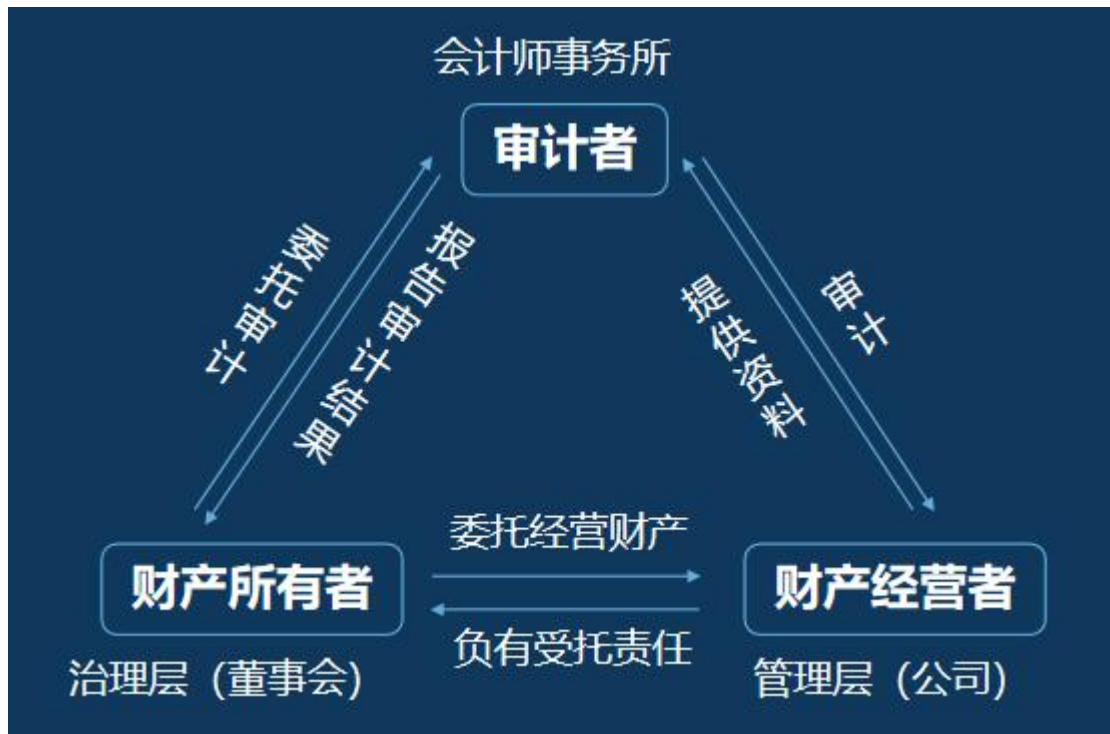 会计师事务所
审计者
委托审计
报告审计结果
提供资料
审计
委托经营财产
财产所有者
财产经营者
负有受托责任
治理层（董事会）
管理层（公司）